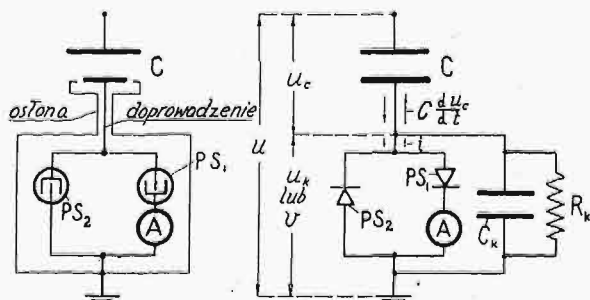 C
osłona
doprowadzenie
PS₁
PS₂
A
u
u_c
u_k
lub
v
C
C du_c
dt
i
PS₁
PS₂
A
C_k
R_k